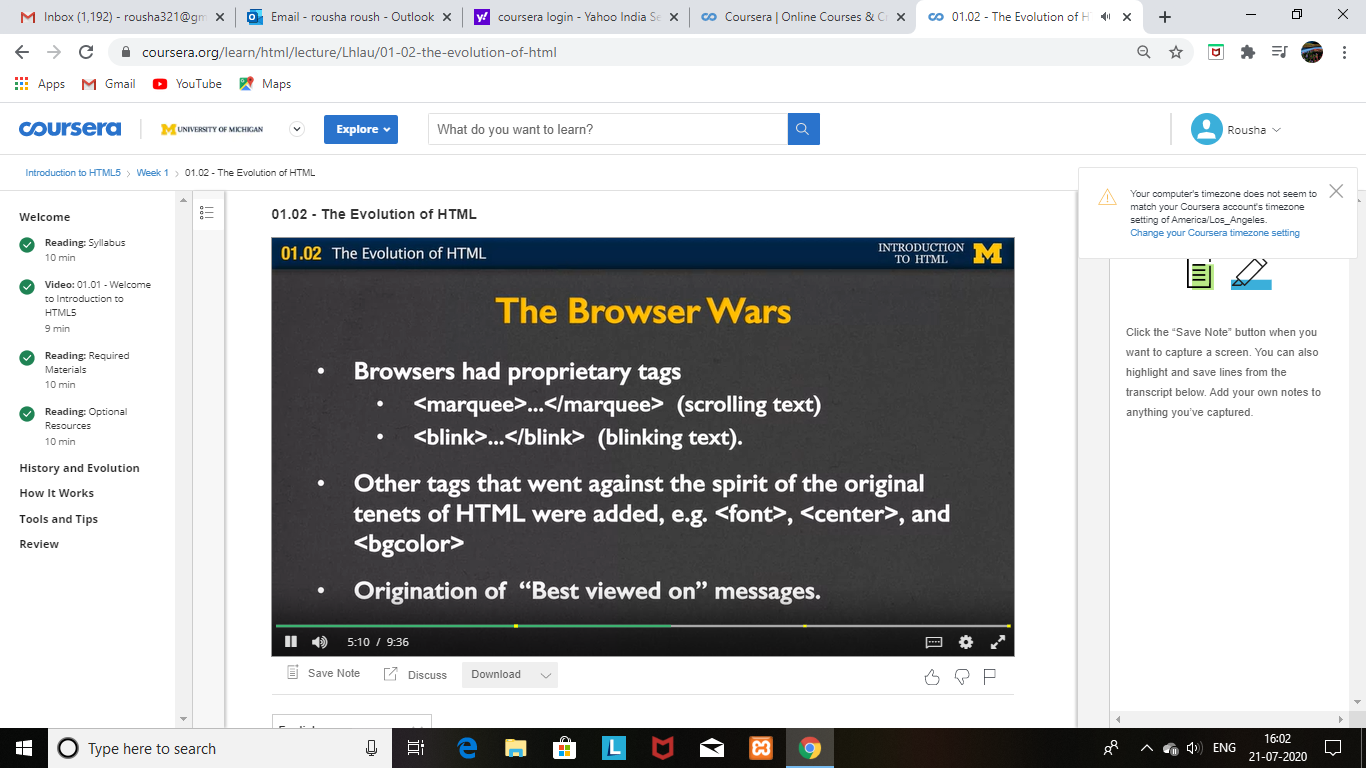 Inbox (1,192) - rousha321@gm
Email - rousha roush - Outlook
coursera login - Yahoo India Se
Coursera | Online Courses & C
01.02 - The Evolution of H
coursera.org/learn/html/lecture/Lhlau/01-02-the-evolution-of-html
Apps
Gmail
YouTube
Maps
coursera
M UNIVERSITY OF MICHIGAN
Explore
What do you want to learn?
Rousha
Introduction to HTML5 > Week 1 > 01.02 - The Evolution of HTML
Your computer's timezone does not seem to
match your Coursera account's timezone
setting of America/Los_Angeles.
Change your Coursera timezone setting
Welcome
Reading: Syllabus
10 min
Video: 01.01 - Welcome
to Introduction to
HTML5
9 min
Reading: Required
Materials
10 min
Reading: Optional
Resources
10 min
History and Evolution
How It Works
Tools and Tips
Review
01.02 - The Evolution of HTML
01.02 The Evolution of HTML
INTRODUCTION
TO HTML
M
The Browser Wars
• Browsers had proprietary tags
• <marquee>...</marquee> (scrolling text)
• <blink>...</blink> (blinking text).
• Other tags that went against the spirit of the original
tenets of HTML were added, e.g. <font>, <center>, and
<bgcolor>
• Origination of “Best viewed on” messages.
5:10 / 9:36
Save Note
Discuss
Download
English
Click the “Save Note” button when you
want to capture a screen. You can also
highlight and save lines from the
transcript below. Add your own notes to
anything you’ve captured.
Type here to search
ENG
16:02
21-07-2020